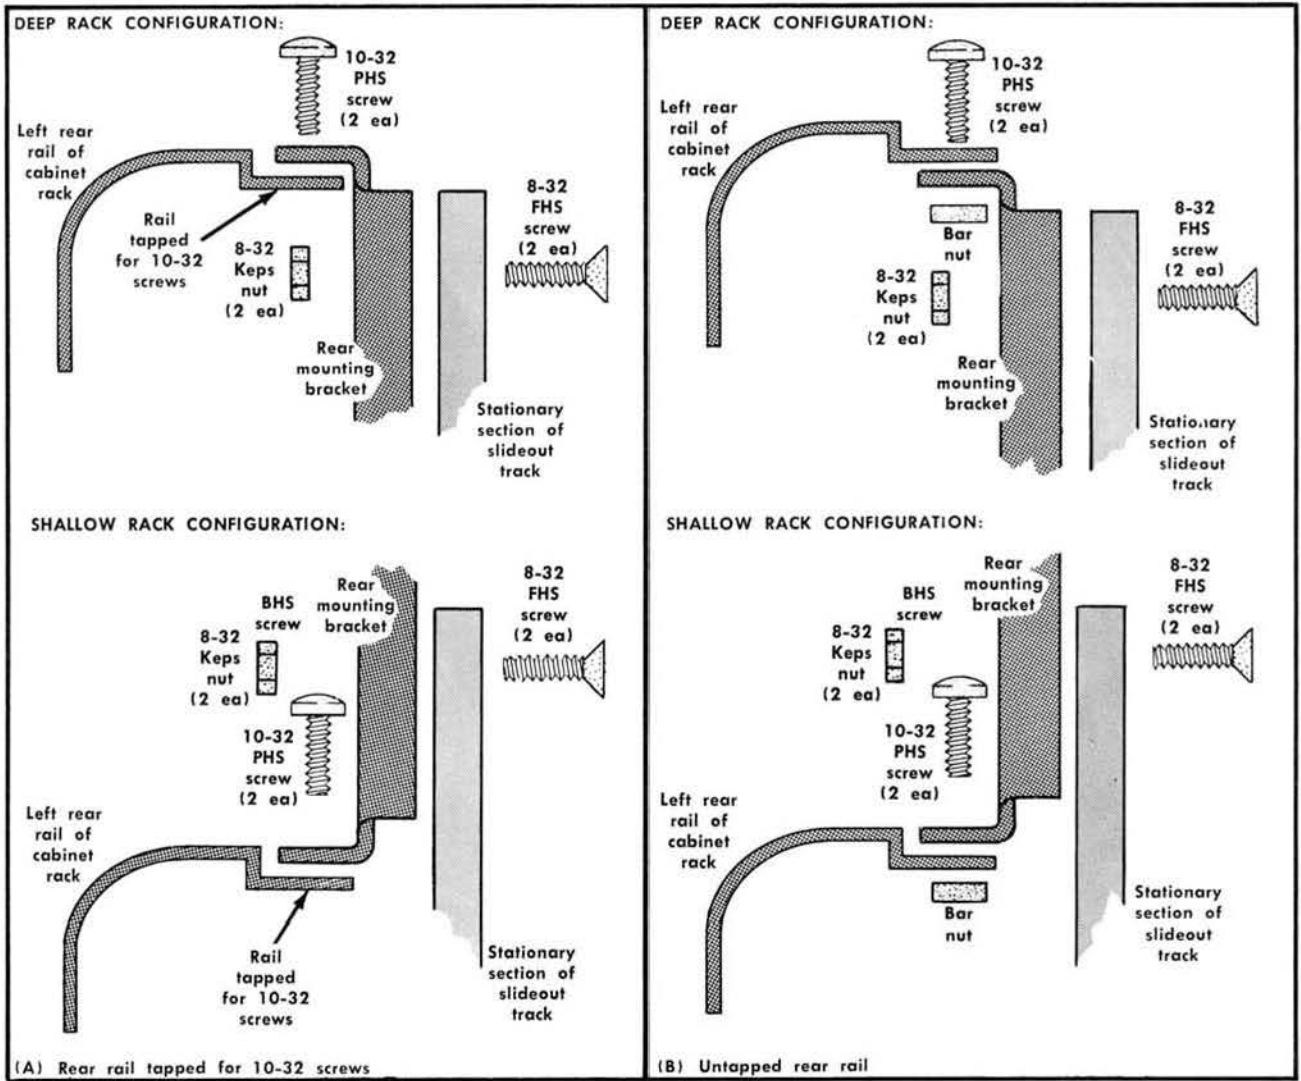 DEEP RACK CONFIGURATION:
10-32
PHS
screw
(2 ea)
Left rear
rail of
cabinet
rack
Rail
tapped
for 10-32
screws
8-32
Keps
nut
(2 ea)
8-32
FHS
screw
(2 ea)
Rear
mounting
bracket
Stationary
section of
slideout
track
SHALLOW RACK CONFIGURATION:
Rear
mounting
bracket
8-32
FHS
screw
(2 ea)
BHS
screw
8-32
Keps
nut
(2 ea)
10-32
PHS
screw
(2 ea)
Left rear
rail of
cabinet
rack
Rail
tapped
for 10-32
screws
Stationary
section of
slideout
track
(A) Rear rail tapped for 10-32 screws
DEEP RACK CONFIGURATION:
10-32
PHS
screw
(2 ea)
Left rear
rail of
cabinet
rack
Bar
nut
8-32
Keps
nut
(2 ea)
8-32
FHS
screw
(2 ea)
Rear
mounting
bracket
Stationary
section of
slideout
track
SHALLOW RACK CONFIGURATION:
Rear
mounting
bracket
8-32
FHS
screw
(2 ea)
BHS
screw
8-32
Keps
nut
(2 ea)
10-32
PHS
screw
(2 ea)
Left rear
rail of
cabinet
rack
Bar
nut
Stationary
section of
slideout
track
(B) Untapped rear rail